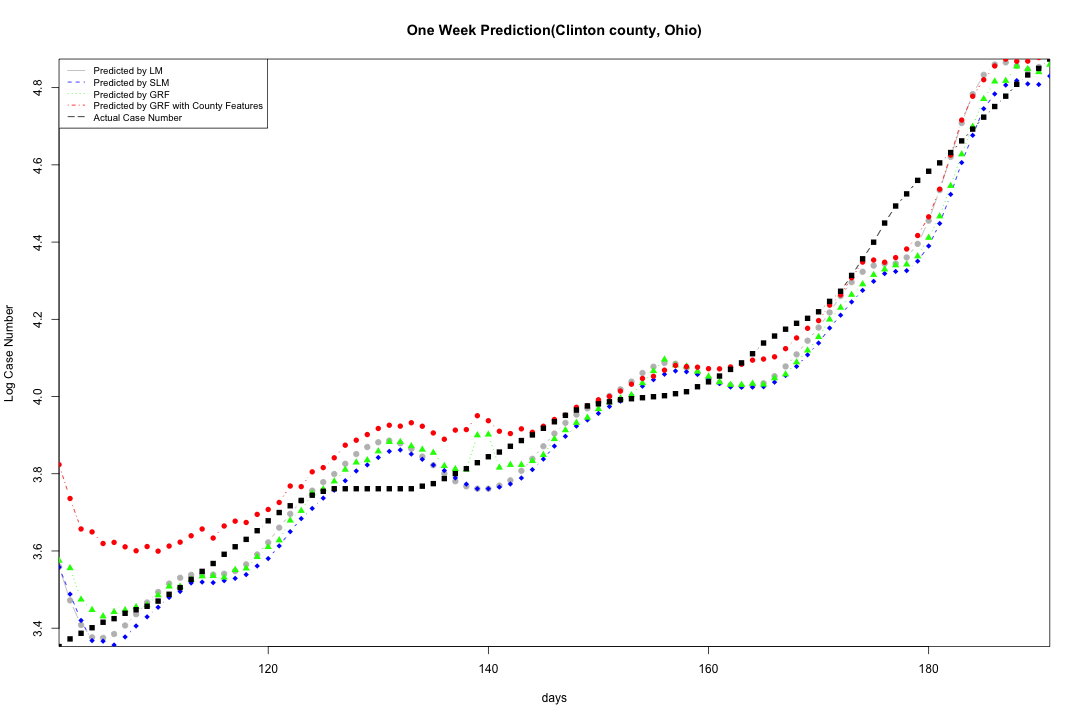 One Week Prediction(Clinton county, Ohio)
Predicted by LM
Predicted by SLM
Predicted by GRF
Predicted by GRF with County Features
Actual Case Number
Log Case Number
4.8
4.6
4.4
4.2
4.0
3.8
3.6
3.4
120 140 160 180
days